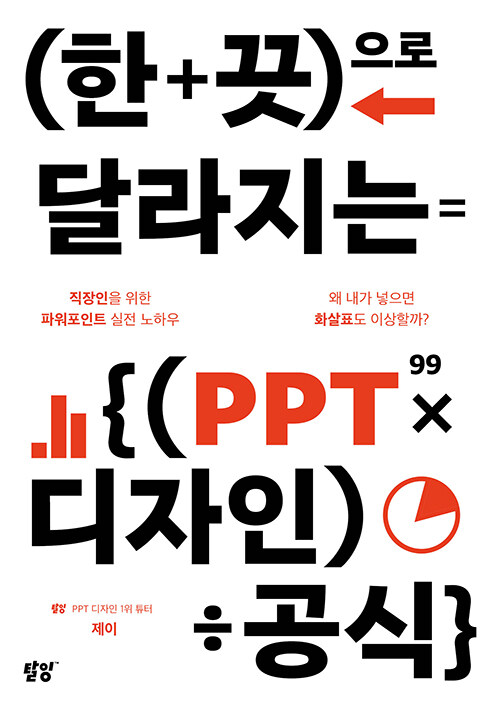 (한+끗)으로
달라지는=
직장인을 위한
파워포인트 실전 노하우
왜 내가 넣으면
화살표도 이상할까?
{(PPT⁹⁹×
디자인)
÷공식}
탈잉 PPT 디자인 1위 튜터
제이
탈잉™